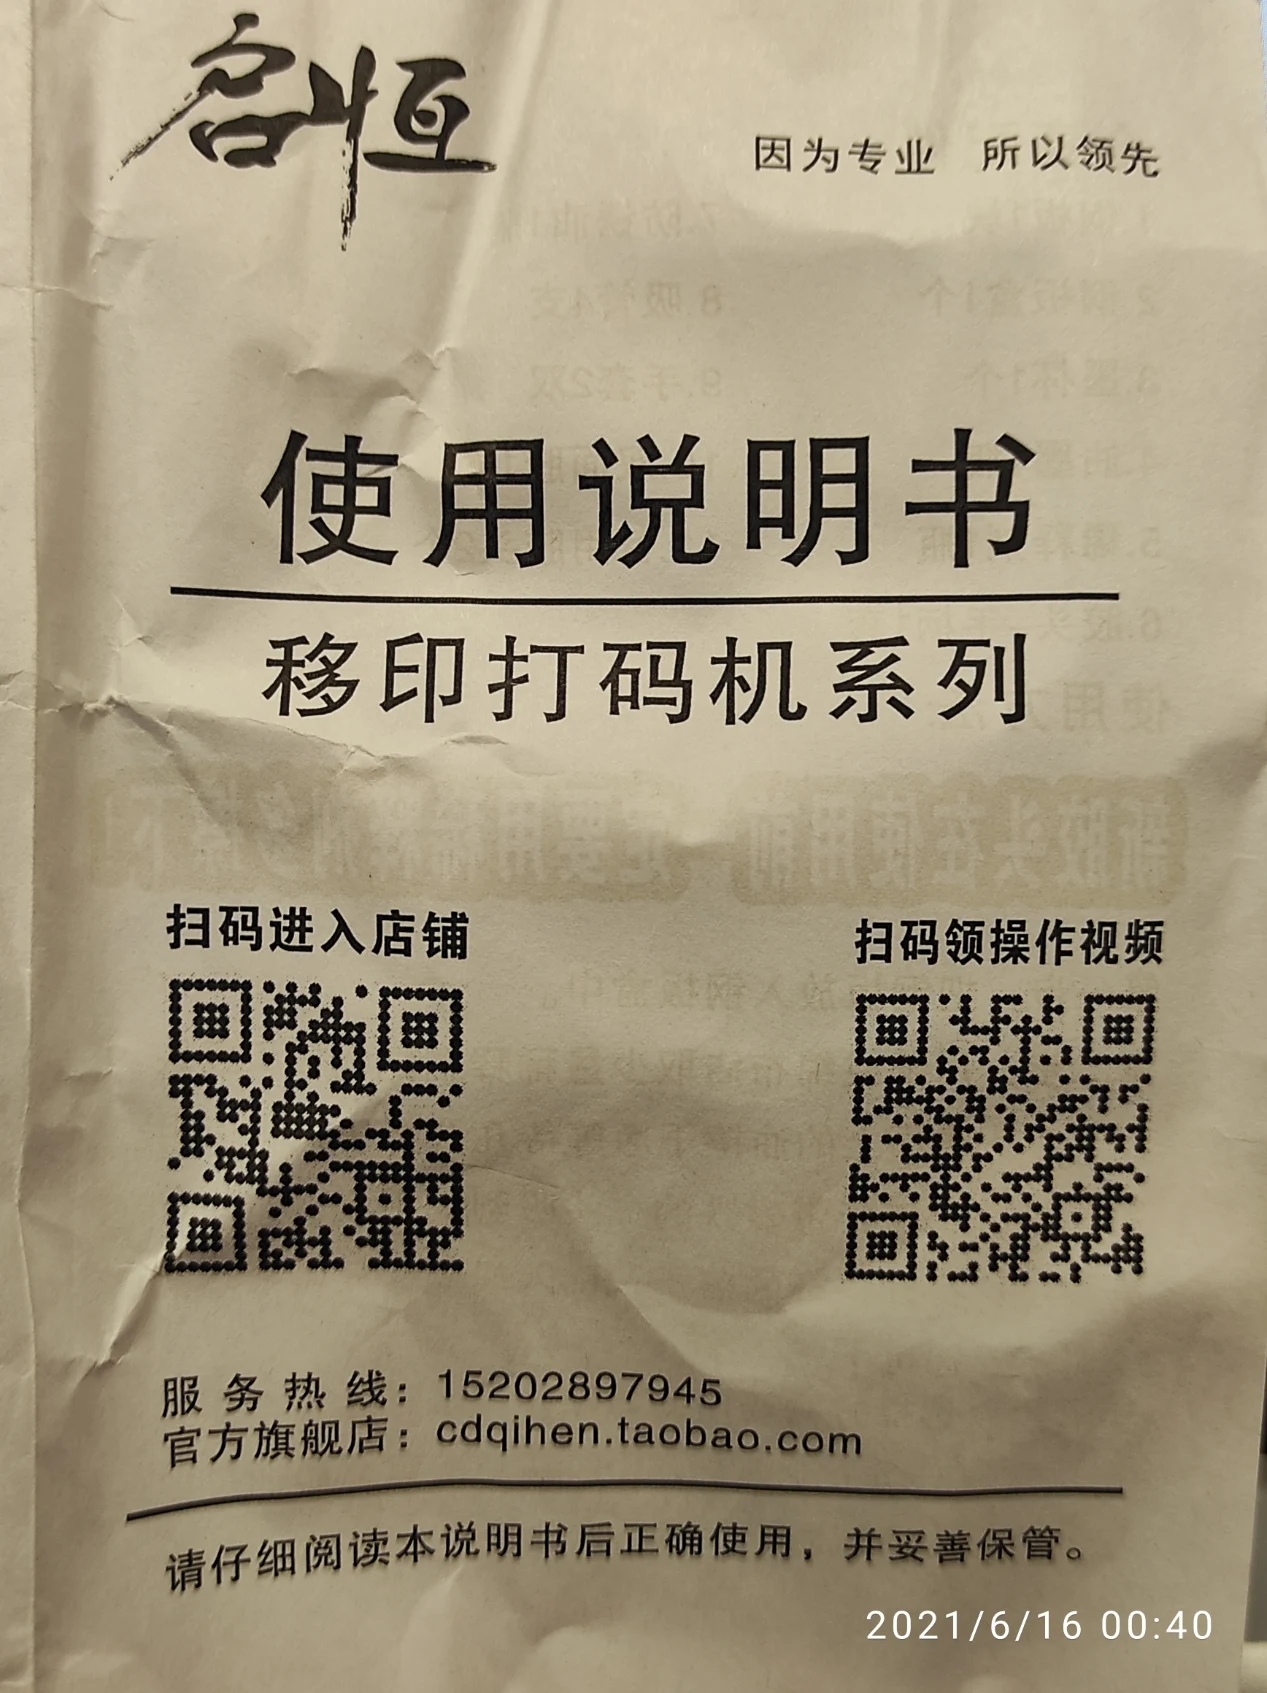 启恒
因为专业 所以领先
使用说明书
移印打码机系列
扫码进入店铺
扫码领操作视频
服务热线：15202897945
官方旗舰店：cdqihen.taobao.com
请仔细阅读本说明书后正确使用，并妥善保管。
2021/6/16 00:40